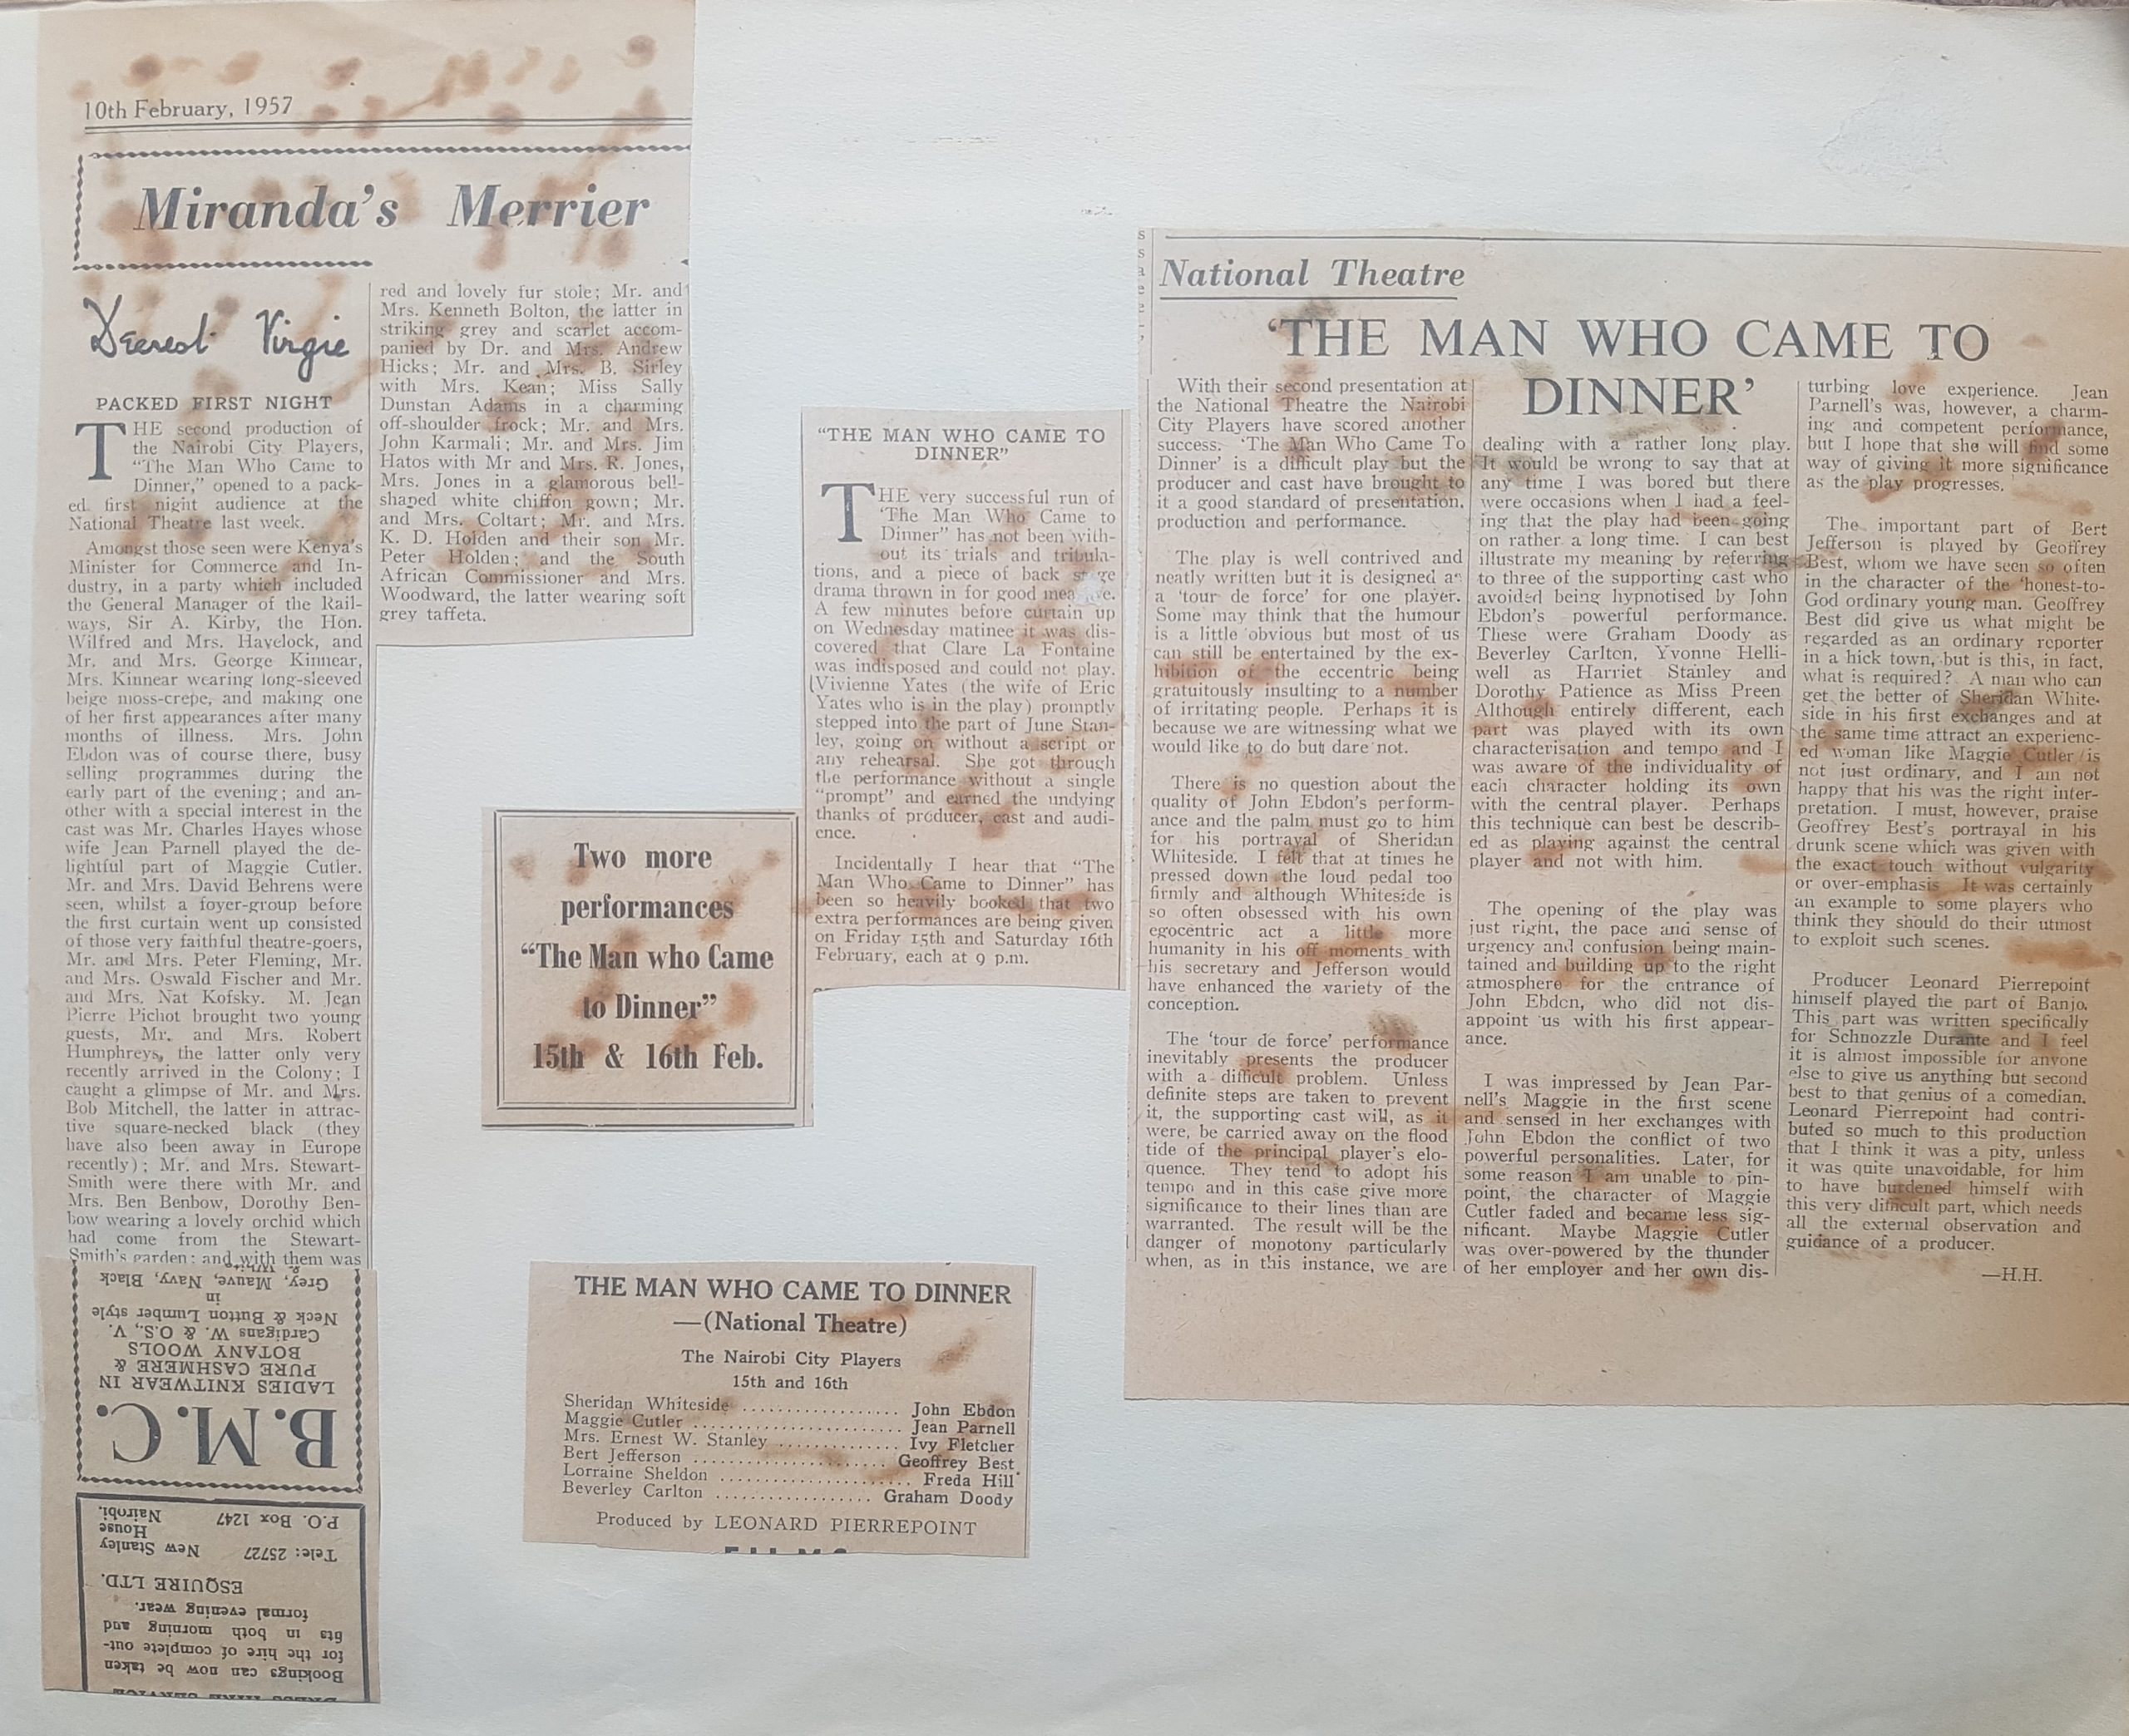 10th February, 1957
Miranda's Merrier
Dearest Virgie
PACKED FIRST NIGHT
THE second production of
the Nairobi City Players,
"The Man Who Came to
Dinner," opened to a pack-
ed first night audience at the
National Theatre last week.
Amongst those seen were Kenya's
Minister for Commerce and In-
dustry, in a party which included
the General Manager of the Rail-
ways, Sir A. Kirby, the Hon.
Wilfred and Mrs. Havelock, and
Mr. and Mrs. George Kinnear,
Mrs. Kinnear wearing long-sleeved
beige moss-crepe, and making one
of her first appearances after many
months of illness. Mrs. John
Ebdon was of course there, busy
selling programmes during the
early part of the evening; and an-
other with a special interest in the
cast was Mr. Charles Hayes whose
wife Jean Parnell played the de-
lightful part of Maggie Cutler.
Mr. and Mrs. David Behrens were
seen, whilst a foyer-group before
the first curtain went up consisted
of those very faithful theatre-goers,
Mr. and Mrs. Peter Fleming, Mr.
and Mrs. Oswald Fischer and Mr.
and Mrs. Nat Kofsky. M. Jean
Pierre Pichot brought two young
guests, Mr. and Mrs. Robert
Humphreys, the latter only very
recently arrived in the Colony; I
caught a glimpse of Mr. and Mrs.
Bob Mitchell, the latter in attrac-
tive square-necked black (they
have also been away in Europe
recently); Mr. and Mrs. Stewart-
Smith were there with Mr. and
Mrs. Ben Benbow, Dorothy Ben-
bow wearing a lovely orchid which
had come from the Stewart-
Smith's garden; and with them was
red and lovely fur stole; Mr. and
Mrs. Kenneth Bolton, the latter in
striking grey and scarlet accom-
panied by Dr. and Mrs. Andrew
Hicks; Mr. and Mrs. B. Sirley
with Mrs. Kean; Miss Sally
Dunstan Adams in a charming
off-shoulder frock; Mr. and Mrs.
John Karmali; Mr. and Mrs. Jim
Hatos with Mr and Mrs. R. Jones,
Mrs. Jones in a glamorous bell-
shaped white chiffon gown; Mr.
and Mrs. Coltart; Mr. and Mrs.
K. D. Holden and their son Mr.
Peter Holden; and the South
African Commissioner and Mrs.
Woodward, the latter wearing soft
grey taffeta.
Bookings can now be taken
for the hire of complete out-
fits in both morning and
formal evening wear.
ESQUIRE LTD.
Tele: 25727 New Stanley
House
P.O. Box 1247 Nairobi.
B.M.C.
LADIES KNITWEAR IN
PURE CASHMERE &
BOTANY WOOLS
Cardigans W. & O.S., V.
Neck & Button Lumber style
in
Grey, Mauve, Navy, Black
Two more
performances
"The Man who Came
to Dinner"
15th & 16th Feb.
"THE MAN WHO CAME TO
DINNER"
THE very successful run of
'The Man Who Came to
Dinner" has not been with-
out its trials and tribula-
tions, and a piece of back stage
drama thrown in for good
A few minutes before curtain up
on Wednesday matinee it was dis-
covered that Clare La Fontaine
was indisposed and could not play.
Vivienne Yates (the wife of Eric
Yates who is in the play) promptly
stepped into the part of June Stan-
ley, going on without a script or
any rehearsal. She got through
the performance without a single
"prompt" and earned the undying
thanks of producer, cast and audi-
ence.
Incidentally I hear that "The
Man Who Came to Dinner" has
been so heavily booked that two
extra performances are being given
on Friday 15th and Saturday 16th
February, each at 9 p.m.
THE MAN WHO CAME TO DINNER
—(National Theatre)
The Nairobi City Players
15th and 16th
Sheridan Whiteside ................. John Ebdon
Maggie Cutler ....................... Jean Parnell
Mrs. Ernest W. Stanley ............. Ivy Fletcher
Bert Jefferson ...................... Geoffrey Best
Lorraine Sheldon ..................... Freda Hill
Beverley Carlton .................. Graham Doody
Produced by LEONARD PIERREPOINT
FILMS
National Theatre
'THE MAN WHO CAME TO
DINNER'
With their second presentation at
the National Theatre the Nairobi
City Players have scored another
success. 'The Man Who Came To
Dinner' is a difficult play but the
producer and cast have brought to
it a good standard of presentation,
production and performance.
The play is well contrived and
neatly written but it is designed as
a 'tour de force' for one player.
Some may think that the humour
is a little obvious but most of us
can still be entertained by the ex-
hibition of the eccentric being
gratuitously insulting to a number
of irritating people. Perhaps it is
because we are witnessing what we
would like to do but dare not.
There is no question about the
quality of John Ebdon's perform-
ance and the palm must go to him
for his portrayal of Sheridan
Whiteside. I felt that at times he
pressed down the loud pedal too
firmly and although Whiteside is
so often obsessed with his own
egocentric act a little more
humanity in his off moments with
his secretary and Jefferson would
have enhanced the variety of the
conception.
The 'tour de force' performance
inevitably presents the producer
with a difficult problem. Unless
definite steps are taken to prevent
it, the supporting cast will, as it
were, be carried away on the flood
tide of the principal player's elo-
quence. They tend to adopt his
tempo and in this case give more
significance to their lines than are
warranted. The result will be the
danger of monotony particularly
when, as in this instance, we are
dealing with a rather long play.
It would be wrong to say that at
any time I was bored but there
were occasions when I had a feel-
ing that the play had been going
on rather a long time. I can best
illustrate my meaning by referring
to three of the supporting cast who
avoided being hypnotised by John
Ebdon's powerful performance.
These were Graham Doody as
Beverley Carlton, Yvonne Helli-
well as Harriet Stanley and
Dorothy Patience as Miss Preen
Although entirely different, each
part was played with its own
characterisation and tempo and I
was aware of the individuality of
each character holding its own
with the central player. Perhaps
this technique can best be describ-
ed as playing against the central
player and not with him.
The opening of the play was
just right, the pace and sense of
urgency and confusion being main-
tained and building up to the right
atmosphere for the entrance of
John Ebdon, who did not dis-
appoint us with his first appear-
ance.
I was impressed by Jean Par-
nell's Maggie in the first scene
and sensed in her exchanges with
John Ebdon the conflict of two
powerful personalities. Later, for
some reason I am unable to pin-
point, the character of Maggie
Cutler faded and became less sig-
nificant. Maybe Maggie Cutler
was over-powered by the thunder
of her employer and her own dis-
turbing love experience. Jean
Parnell's was, however, a charm-
ing and competent performance,
but I hope that she will find some
way of giving it more significance
as the play progresses.
The important part of Bert
Jefferson is played by Geoffrey
Best, whom we have seen so often
in the character of the 'honest-to-
God ordinary young man. Geoffrey
Best did give us what might be
regarded as an ordinary reporter
in a hick town, but is this, in fact,
what is required? A man who can
get the better of Sheridan White-
side in his first exchanges and at
the same time attract an experienc-
ed woman like Maggie Cutler is
not just ordinary, and I am not
happy that his was the right inter-
pretation. I must, however, praise
Geoffrey Best's portrayal in his
drunk scene which was given with
the exact touch without vulgarity
or over-emphasis. It was certainly
an example to some players who
think they should do their utmost
to exploit such scenes.
Producer Leonard Pierrepoint
himself played the part of Banjo.
This part was written specifically
for Schnozzle Durante and I feel
it is almost impossible for anyone
else to give us anything but second
best to that genius of a comedian.
Leonard Pierrepoint had contri-
buted so much to this production
that I think it was a pity, unless
it was quite unavoidable, for him
to have burdened himself with
this very difficult part, which needs
all the external observation and
guidance of a producer.
—H.H.